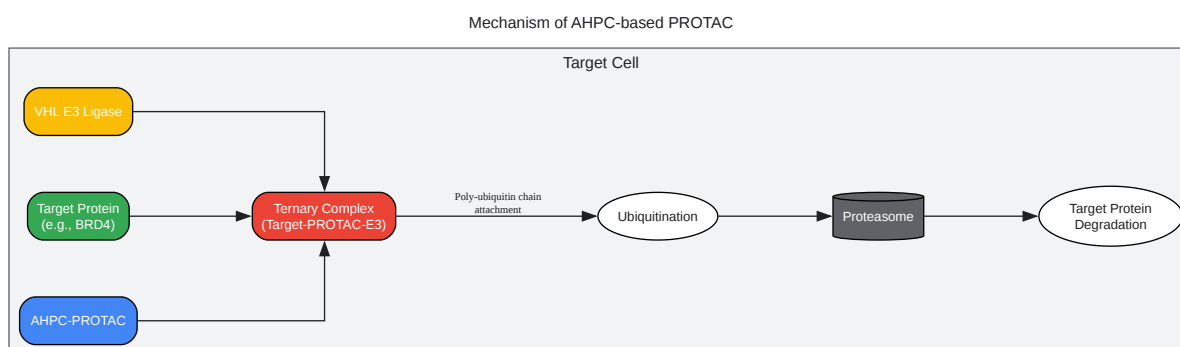 Mechanism of AHPC-based PROTAC
Target Cell
VHL E3 Ligase
Target Protein
(e.g., BRD4)
Ternary Complex
(Target-PROTAC-E3)
Poly-ubiquitin chain
attachment
Ubiquitination
Proteasome
Target Protein
Degradation
AHPC-PROTAC